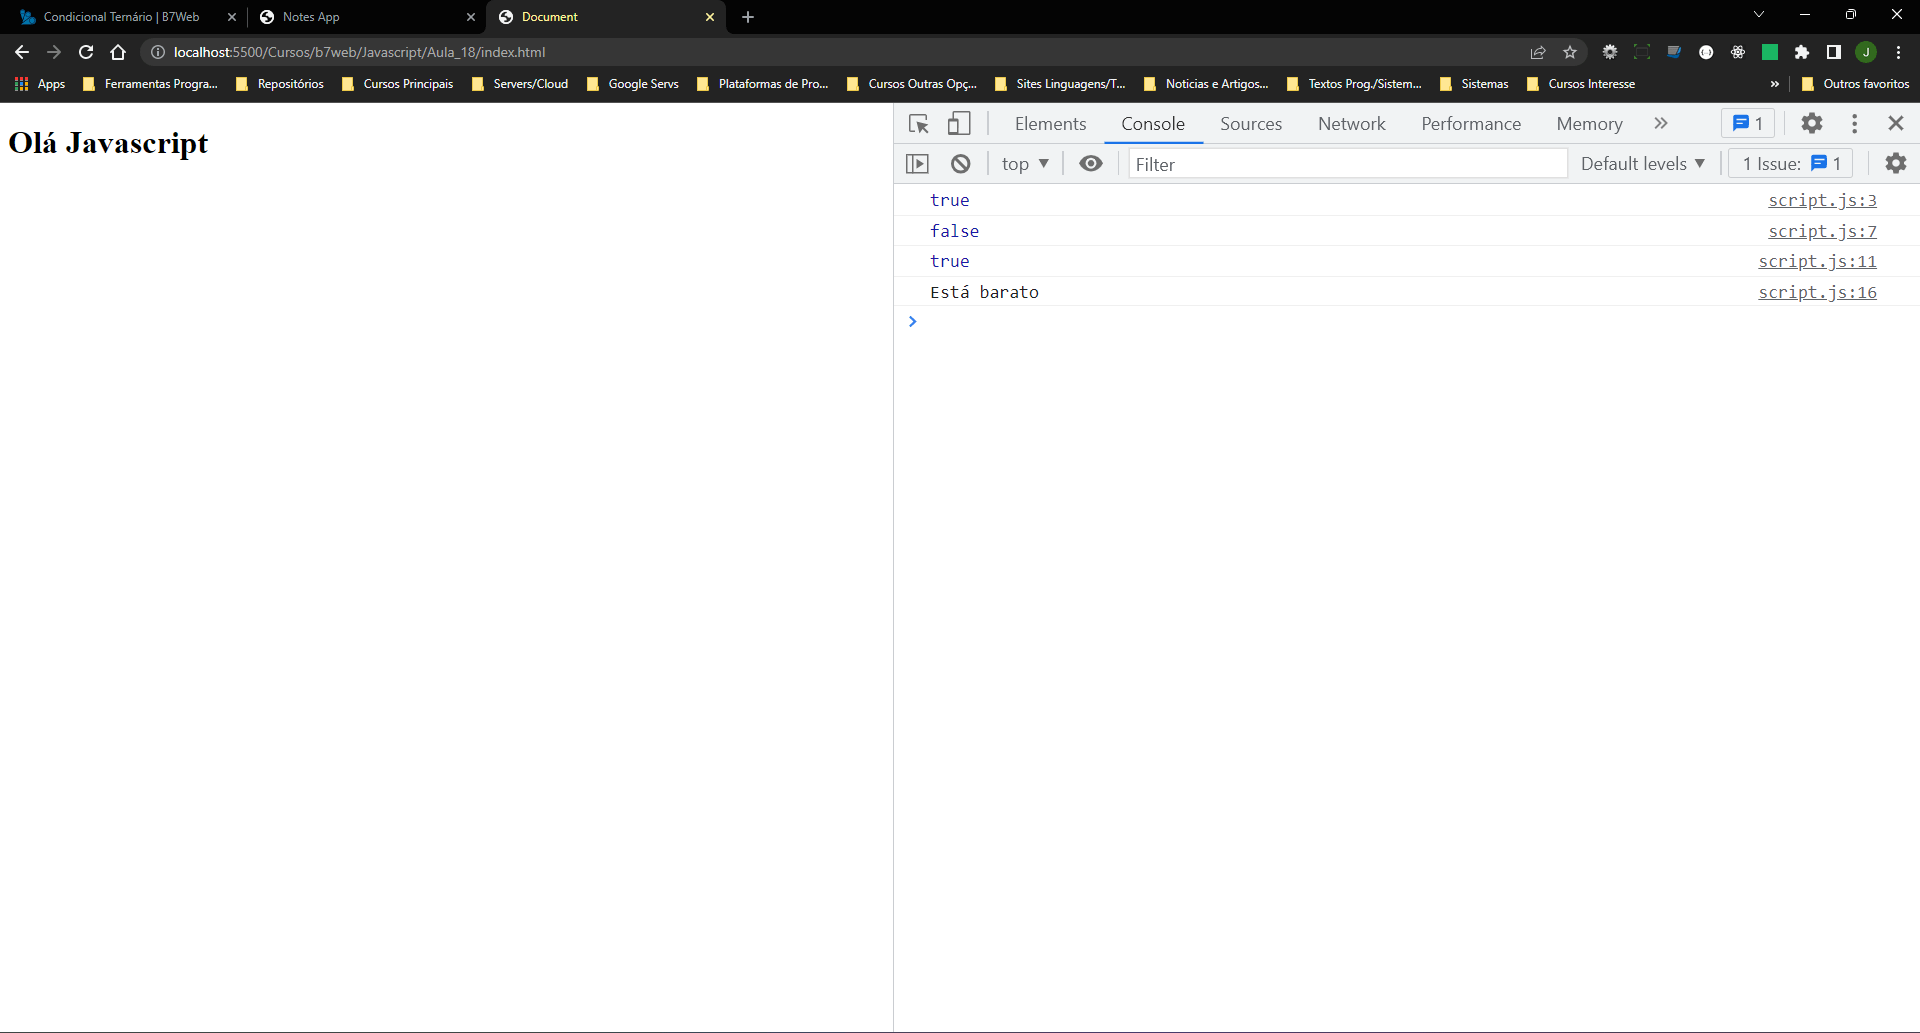 Condicional Ternário | B7Web
Notes App
Document
localhost:5500/Cursos/b7web/Javascript/Aula_18/index.html
J
Apps
Ferramentas Progra...
Repositórios
Cursos Principais
Servers/Cloud
Google Servs
Plataformas de Pro...
Cursos Outras Opç...
Sites Linguagens/T...
Noticias e Artigos...
Textos Prog./Sistem...
Sistemas
Cursos Interesse
»
Outros favoritos
Olá Javascript
Elements
Console
Sources
Network
Performance
Memory
1
top
Filter
Default levels
1 Issue: 1
true script.js:3
false script.js:7
true script.js:11
Está barato script.js:16